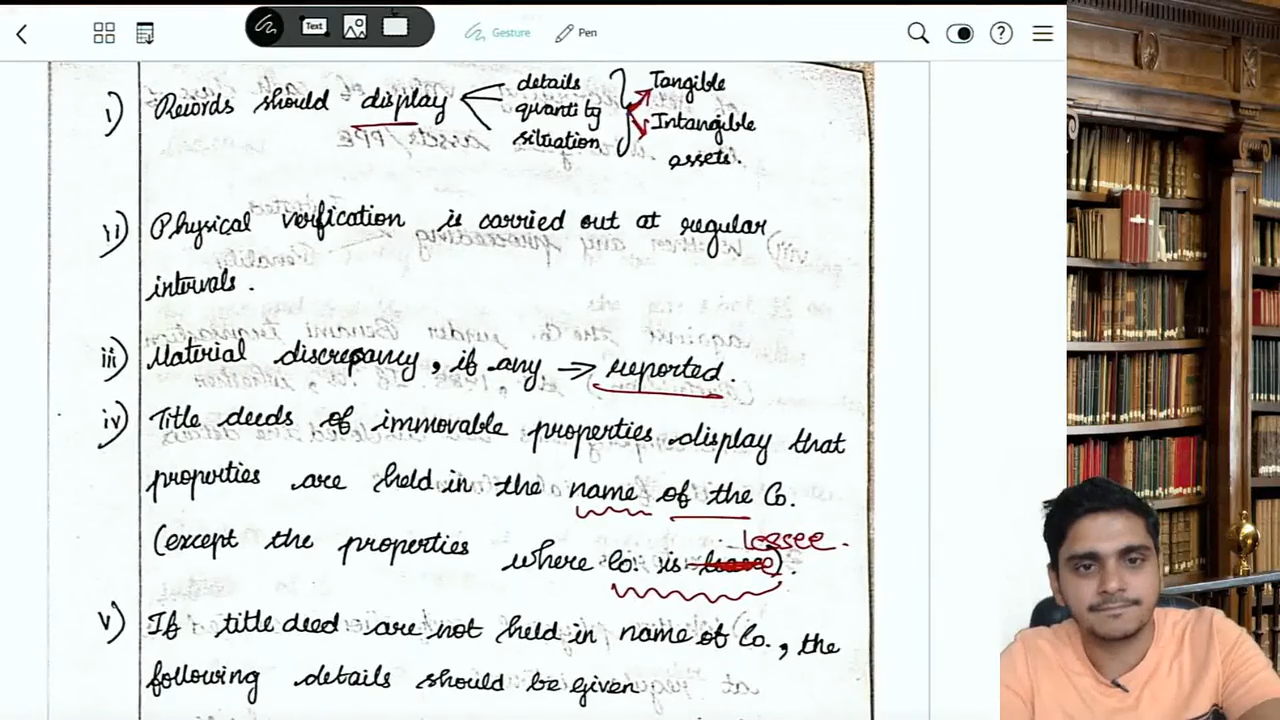 Text
Gesture
Pen
i) Records should display
details
quantity
situation
Tangible
Intangible
assets.
ii) Physical verfication is carried out at regular
intervals.
iii) Material discrepancy, if any → reported.
iv) Title deeds of immovable properties display that
properties are held in the name of the Co.
lessee.
(except the properties where Co. is
v) If title deed are not held in name of Co., the
following details should be given